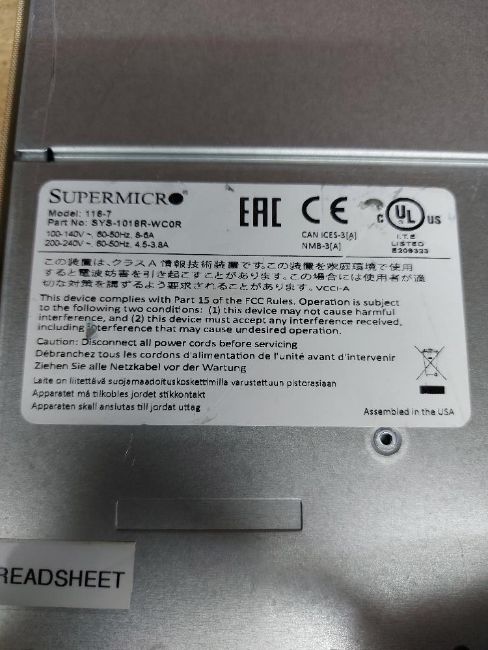 SUPERMICRO
Model: 116-7
Part No: SYS-1018R-WC0R
100-140V ~, 60-50Hz, 8-6A
200-240V ~, 60-50Hz, 4.5-3.8A
EAC CE
CAN ICES-3[A]
NMB-3[A]
C UL US
I.T.E
LISTED
E209323
この装置は、クラスA情報技術装置です。この装置を家庭環境で使用
すると電波妨害を引き起こすことがあります。この場合には使用者が適
切な対策を講ずるよう要求されることがあります。VCCI-A
This device complies with Part 15 of the FCC Rules. Operation is subject
to the following two conditions: (1) this device may not cause harmful
interference, and (2) this device must accept any interference received,
including interference that may cause undesired operation.
Caution: Disconnect all power cords before servicing
Débranchez tous les cordons d'alimentation de l'unité avant d'intervenir
Ziehen Sie alle Netzkabel vor der Wartung
Laite on liitettävä suojamaadoituskoskettimilla varustettuun pistorasiaan
Apparatet må tilkobles jordet stikkontakt
Apparaten skall anslutas till jordat uttag
Assembled in the USA
READSHEET